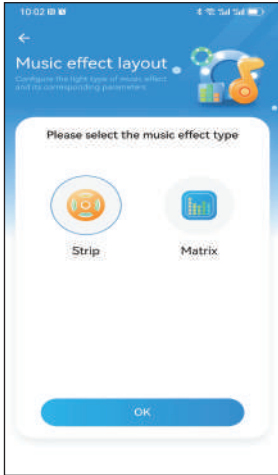 10:02
Music effect layout
Configure the light type of music effect
and its corresponding parameters
Please select the music effect type
Strip
Matrix
OK